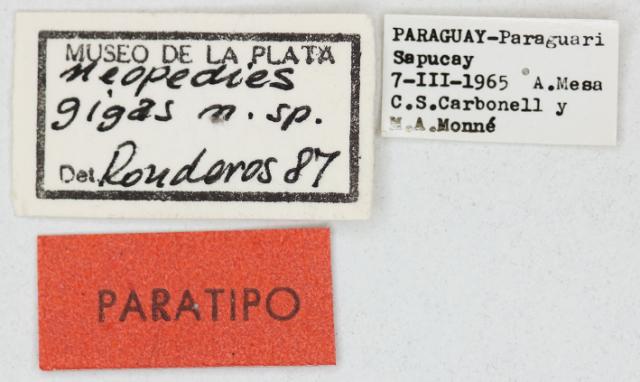 MUSEO DE LA PLATA
Neopedies
gigas n. sp.
Det. Ronderos 87
PARAGUAY-Paraguari
Sapucay
7-III-1965 A.Mesa
C.S.Carbonell y
M.A.Monné
PARATIPO